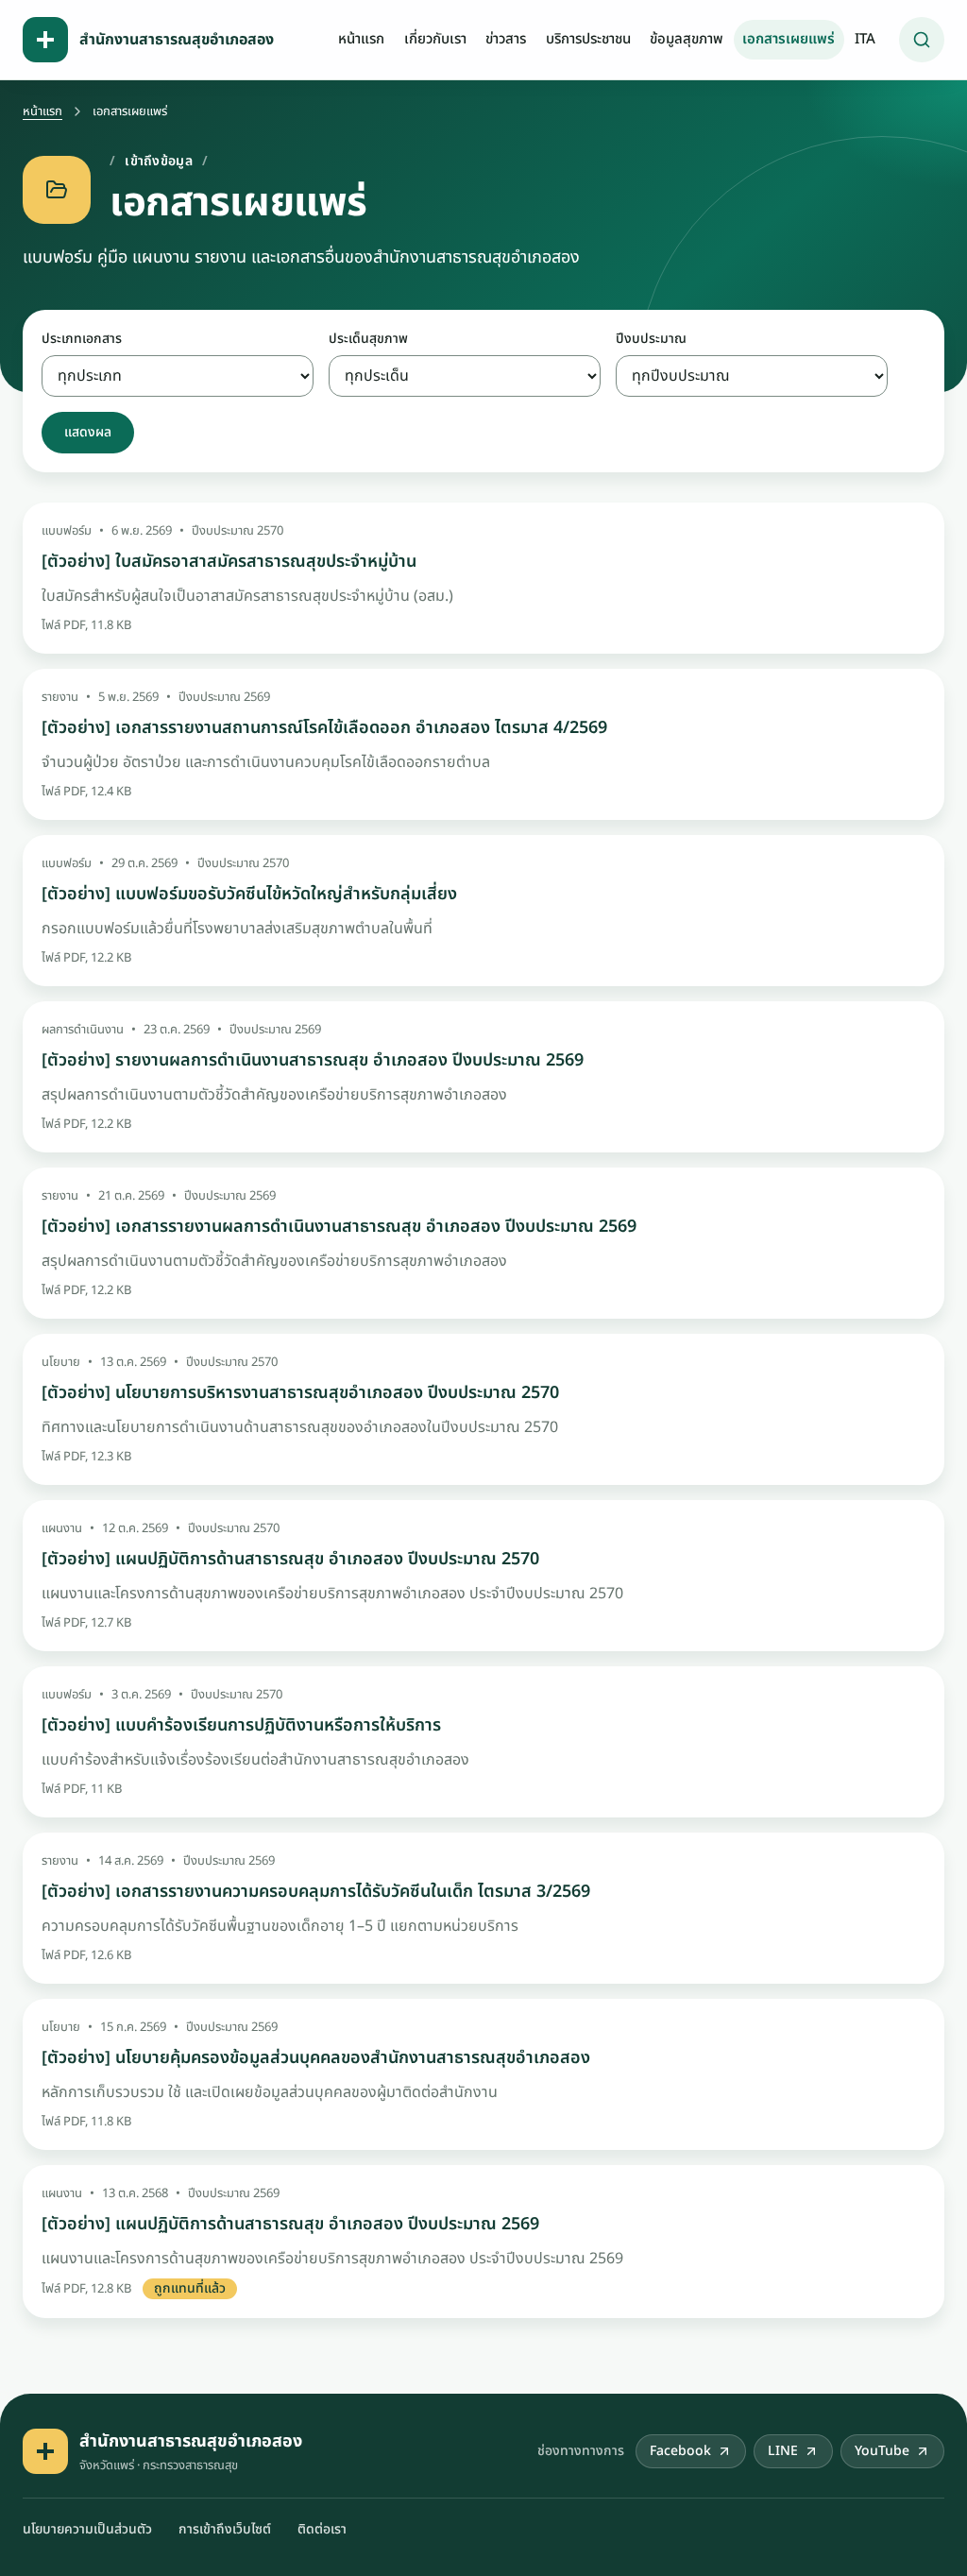 สำนักงานสาธารณสุขอำเภอสอง
หน้าแรก เกี่ยวกับเรา ข่าวสาร บริการประชาชน ข้อมูลสุขภาพ เอกสารเผยแพร่ ITA
หน้าแรก > เอกสารเผยแพร่
/ เข้าถึงข้อมูล /
เอกสารเผยแพร่
แบบฟอร์ม คู่มือ แผนงาน รายงาน และเอกสารอื่นของสำนักงานสาธารณสุขอำเภอสอง
ประเภทเอกสาร ประเด็นสุขภาพ ปีงบประมาณ
ทุกประเภท ทุกประเด็น ทุกปีงบประมาณ
แสดงผล
แบบฟอร์ม • 6 พ.ย. 2569 • ปีงบประมาณ 2570
[ตัวอย่าง] ใบสมัครอาสาสมัครสาธารณสุขประจำหมู่บ้าน
ใบสมัครสำหรับผู้สนใจเป็นอาสาสมัครสาธารณสุขประจำหมู่บ้าน (อสม.)
ไฟล์ PDF, 11.8 KB
รายงาน • 5 พ.ย. 2569 • ปีงบประมาณ 2569
[ตัวอย่าง] เอกสารรายงานสถานการณ์โรคไข้เลือดออก อำเภอสอง ไตรมาส 4/2569
จำนวนผู้ป่วย อัตราป่วย และการดำเนินงานควบคุมโรคไข้เลือดออกรายตำบล
ไฟล์ PDF, 12.4 KB
แบบฟอร์ม • 29 ต.ค. 2569 • ปีงบประมาณ 2570
[ตัวอย่าง] แบบฟอร์มขอรับวัคซีนไข้หวัดใหญ่สำหรับกลุ่มเสี่ยง
กรอกแบบฟอร์มแล้วยื่นที่โรงพยาบาลส่งเสริมสุขภาพตำบลในพื้นที่
ไฟล์ PDF, 12.2 KB
ผลการดำเนินงาน • 23 ต.ค. 2569 • ปีงบประมาณ 2569
[ตัวอย่าง] รายงานผลการดำเนินงานสาธารณสุข อำเภอสอง ปีงบประมาณ 2569
สรุปผลการดำเนินงานตามตัวชี้วัดสำคัญของเครือข่ายบริการสุขภาพอำเภอสอง
ไฟล์ PDF, 12.2 KB
รายงาน • 21 ต.ค. 2569 • ปีงบประมาณ 2569
[ตัวอย่าง] เอกสารรายงานผลการดำเนินงานสาธารณสุข อำเภอสอง ปีงบประมาณ 2569
สรุปผลการดำเนินงานตามตัวชี้วัดสำคัญของเครือข่ายบริการสุขภาพอำเภอสอง
ไฟล์ PDF, 12.2 KB
นโยบาย • 13 ต.ค. 2569 • ปีงบประมาณ 2570
[ตัวอย่าง] นโยบายการบริหารงานสาธารณสุขอำเภอสอง ปีงบประมาณ 2570
ทิศทางและนโยบายการดำเนินงานด้านสาธารณสุขของอำเภอสองในปีงบประมาณ 2570
ไฟล์ PDF, 12.3 KB
แผนงาน • 12 ต.ค. 2569 • ปีงบประมาณ 2570
[ตัวอย่าง] แผนปฏิบัติการด้านสาธารณสุข อำเภอสอง ปีงบประมาณ 2570
แผนงานและโครงการด้านสุขภาพของเครือข่ายบริการสุขภาพอำเภอสอง ประจำปีงบประมาณ 2570
ไฟล์ PDF, 12.7 KB
แบบฟอร์ม • 3 ต.ค. 2569 • ปีงบประมาณ 2570
[ตัวอย่าง] แบบคำร้องเรียนการปฏิบัติงานหรือการให้บริการ
แบบคำร้องสำหรับแจ้งเรื่องร้องเรียนต่อสำนักงานสาธารณสุขอำเภอสอง
ไฟล์ PDF, 11 KB
รายงาน • 14 ส.ค. 2569 • ปีงบประมาณ 2569
[ตัวอย่าง] เอกสารรายงานความครอบคลุมการได้รับวัคซีนในเด็ก ไตรมาส 3/2569
ความครอบคลุมการได้รับวัคซีนพื้นฐานของเด็กอายุ 1–5 ปี แยกตามหน่วยบริการ
ไฟล์ PDF, 12.6 KB
นโยบาย • 15 ก.ค. 2569 • ปีงบประมาณ 2569
[ตัวอย่าง] นโยบายคุ้มครองข้อมูลส่วนบุคคลของสำนักงานสาธารณสุขอำเภอสอง
หลักการเก็บรวบรวม ใช้ และเปิดเผยข้อมูลส่วนบุคคลของผู้มาติดต่อสำนักงาน
ไฟล์ PDF, 11.8 KB
แผนงาน • 13 ต.ค. 2568 • ปีงบประมาณ 2569
[ตัวอย่าง] แผนปฏิบัติการด้านสาธารณสุข อำเภอสอง ปีงบประมาณ 2569
แผนงานและโครงการด้านสุขภาพของเครือข่ายบริการสุขภาพอำเภอสอง ประจำปีงบประมาณ 2569
ไฟล์ PDF, 12.8 KB ถูกแทนที่แล้ว
สำนักงานสาธารณสุขอำเภอสอง
จังหวัดแพร่ · กระทรวงสาธารณสุข
ช่องทางทางการ Facebook LINE YouTube
นโยบายความเป็นส่วนตัว การเข้าถึงเว็บไซต์ ติดต่อเรา